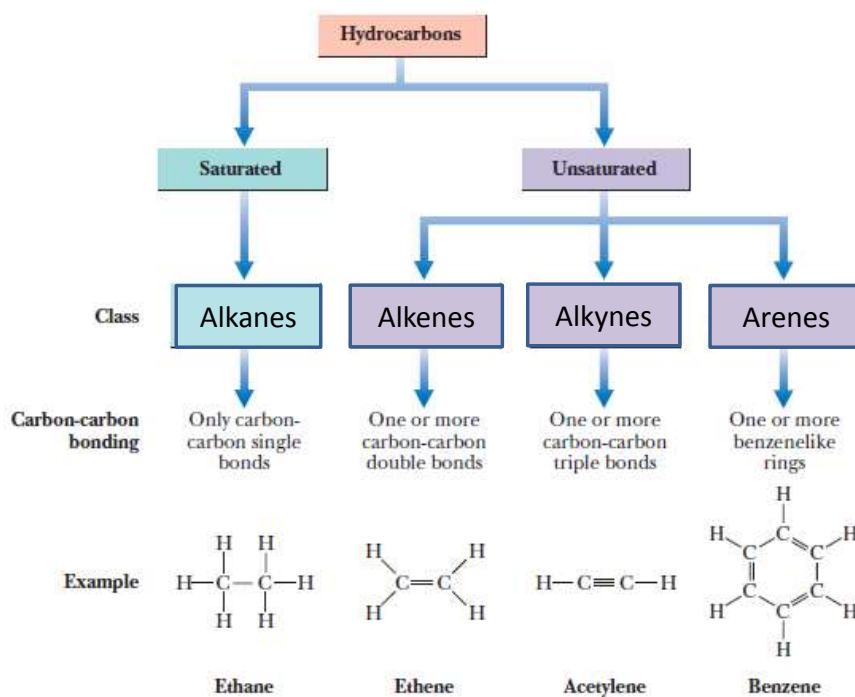 Hydrocarbons
Saturated
Unsaturated
Class
Alkanes
Alkenes
Alkynes
Arenes
Carbon-carbon
bonding
Only carbon-
carbon single
bonds
One or more
carbon-carbon
double bonds
One or more
carbon-carbon
triple bonds
One or more
benzenelike
rings
Example
H H
H—C—C—H
H H
H H
C=C
H H
H—C≡C—H
H
H C H
C C
C C
H C H
H
Ethane
Ethene
Acetylene
Benzene